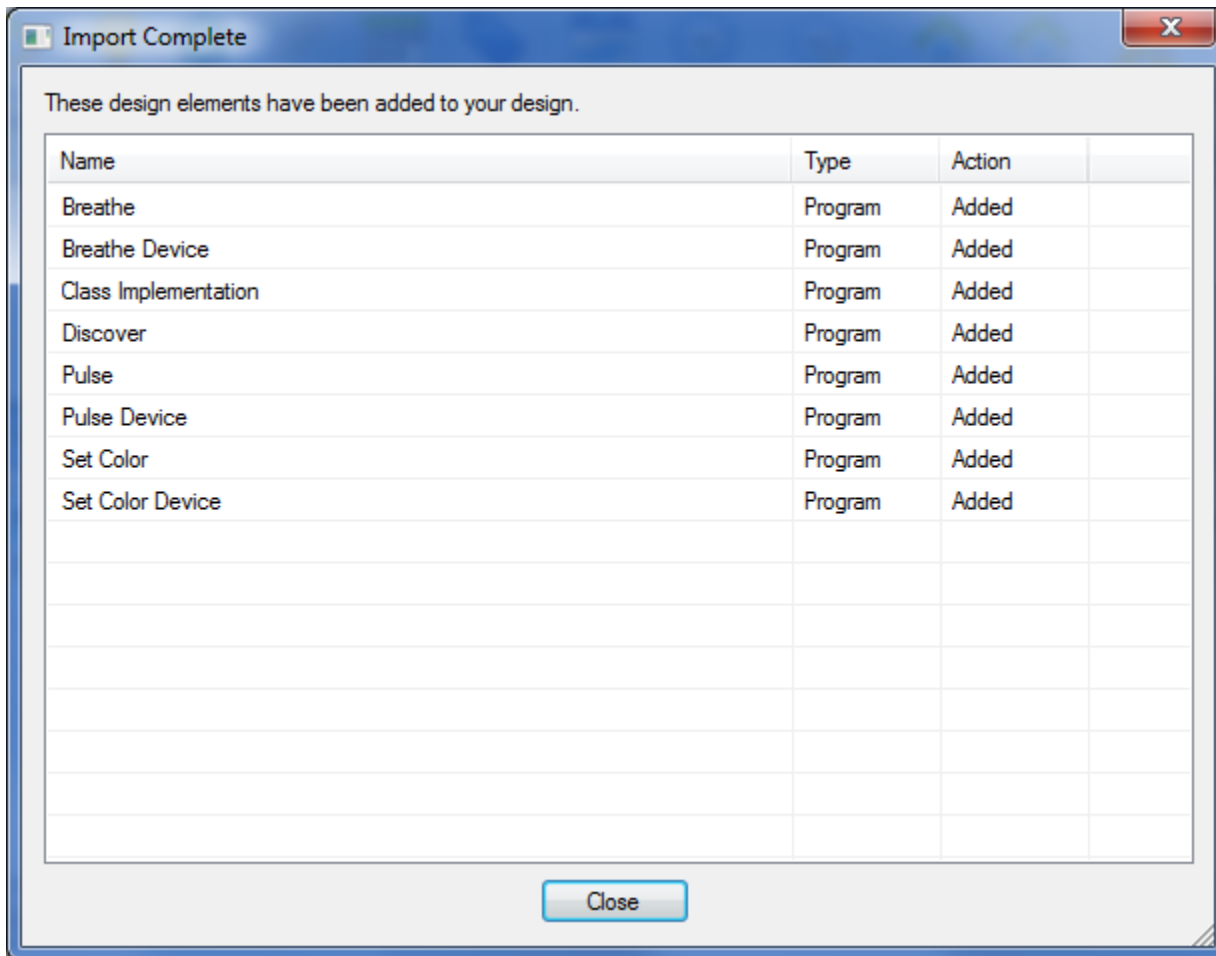 Import Complete
These design elements have been added to your design.
Name Type Action
Breathe Program Added
Breathe Device Program Added
Class Implementation Program Added
Discover Program Added
Pulse Program Added
Pulse Device Program Added
Set Color Program Added
Set Color Device Program Added
Close